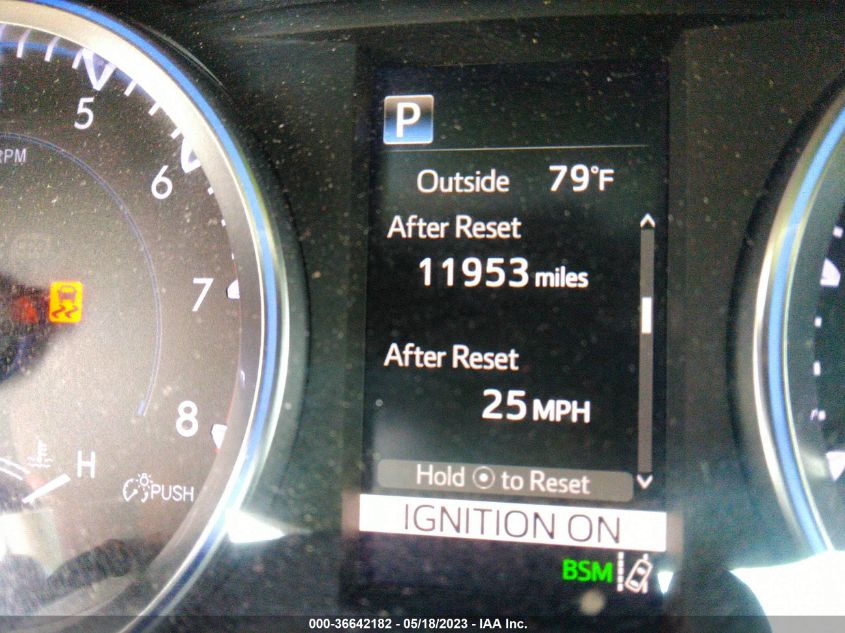 5
RPM
6
7
8
H
PUSH
P
Outside 79°F
After Reset
11953 miles
After Reset
25 MPH
Hold to Reset
IGNITION ON
BSM
000-36642182 - 05/18/2023 - IAA Inc.